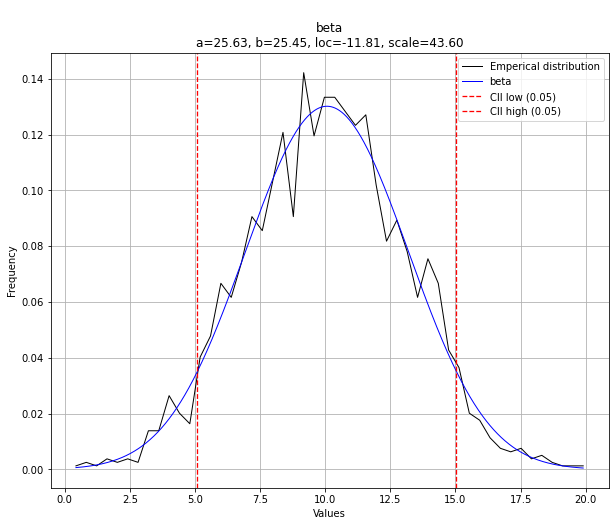 beta
a=25.63, b=25.45, loc=-11.81, scale=43.60
Emperical distribution
beta
CII low (0.05)
CII high (0.05)
0.14
0.12
0.10
0.08
0.06
0.04
0.02
0.00
Frequency
0.0 2.5 5.0 7.5 10.0 12.5 15.0 17.5 20.0
Values